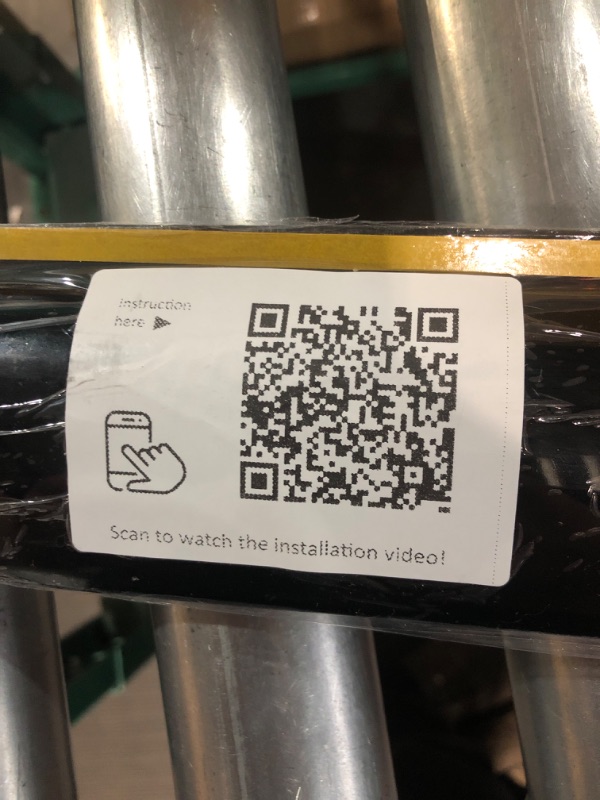 Instruction
here
Scan to watch the installation video!